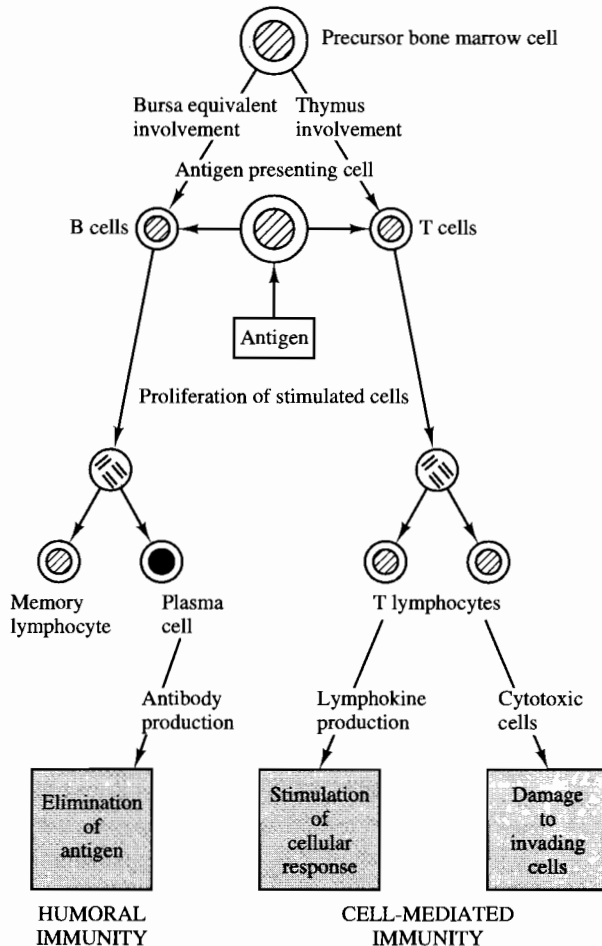 Precursor bone marrow cell
Bursa equivalent
involvement
Thymus
involvement
Antigen presenting cell
B cells
T cells
Antigen
Proliferation of stimulated cells
Memory
lymphocyte
Plasma
cell
T lymphocytes
Antibody
production
Lymphokine
production
Cytotoxic
cells
Elimination
of
antigen
Stimulation
of
cellular
response
Damage
to
invading
cells
HUMORAL
IMMUNITY
CELL-MEDIATED
IMMUNITY